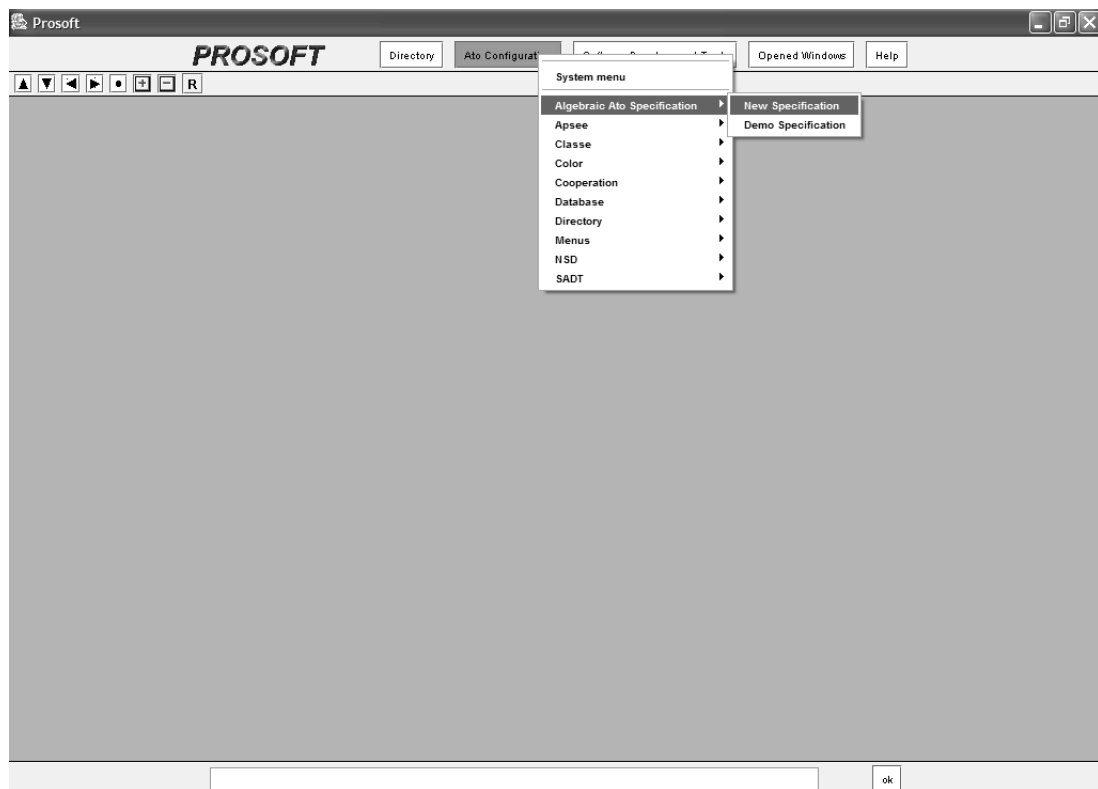 Prosoft
PROSOFT
Directory
Ato Configurat
Opened Windows
Help
R
System menu
Algebraic Ato Specification
New Specification
Apsee
Demo Specification
Classe
Color
Cooperation
Database
Directory
Menus
NSD
SADT
ok